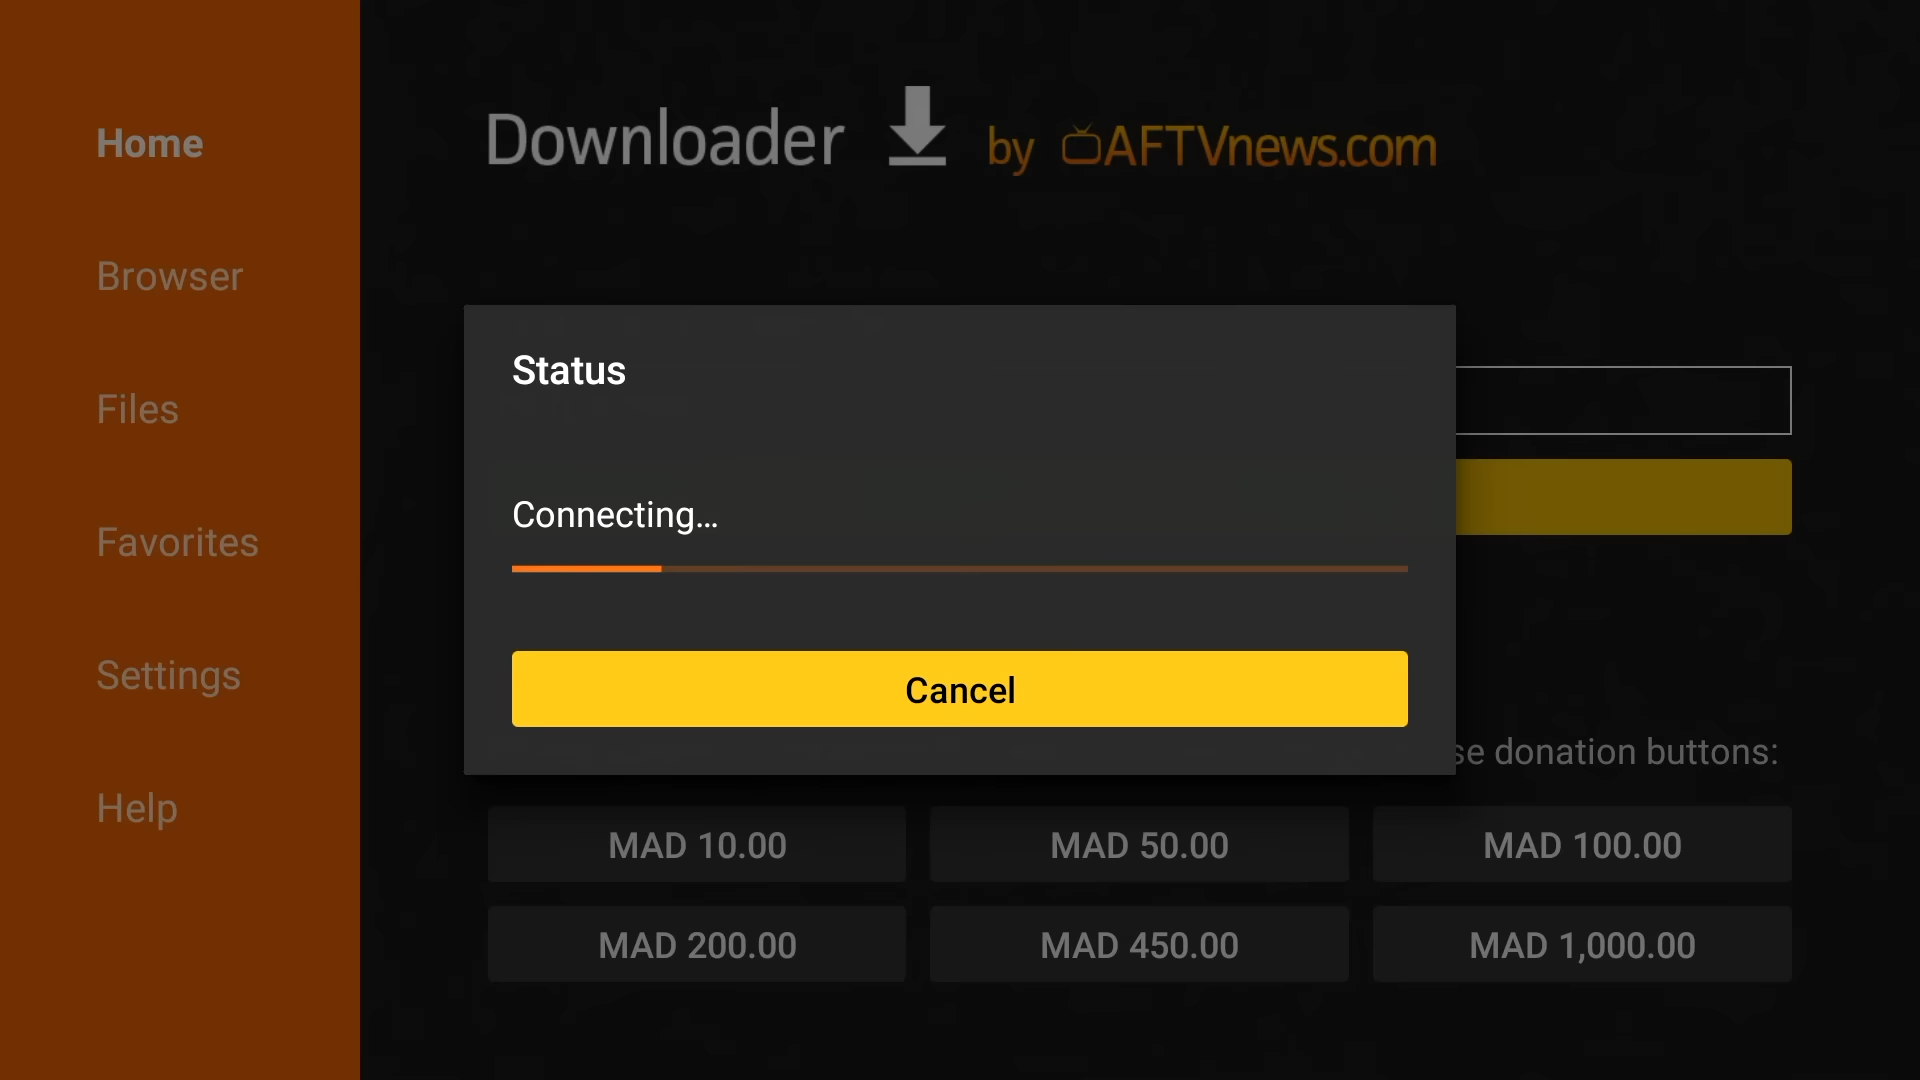 Home
Browser
Files
Favorites
Settings
Help
Downloader by AFTVnews.com
Status
Connecting...
Cancel
donation buttons:
MAD 10.00 MAD 50.00 MAD 100.00
MAD 200.00 MAD 450.00 MAD 1,000.00